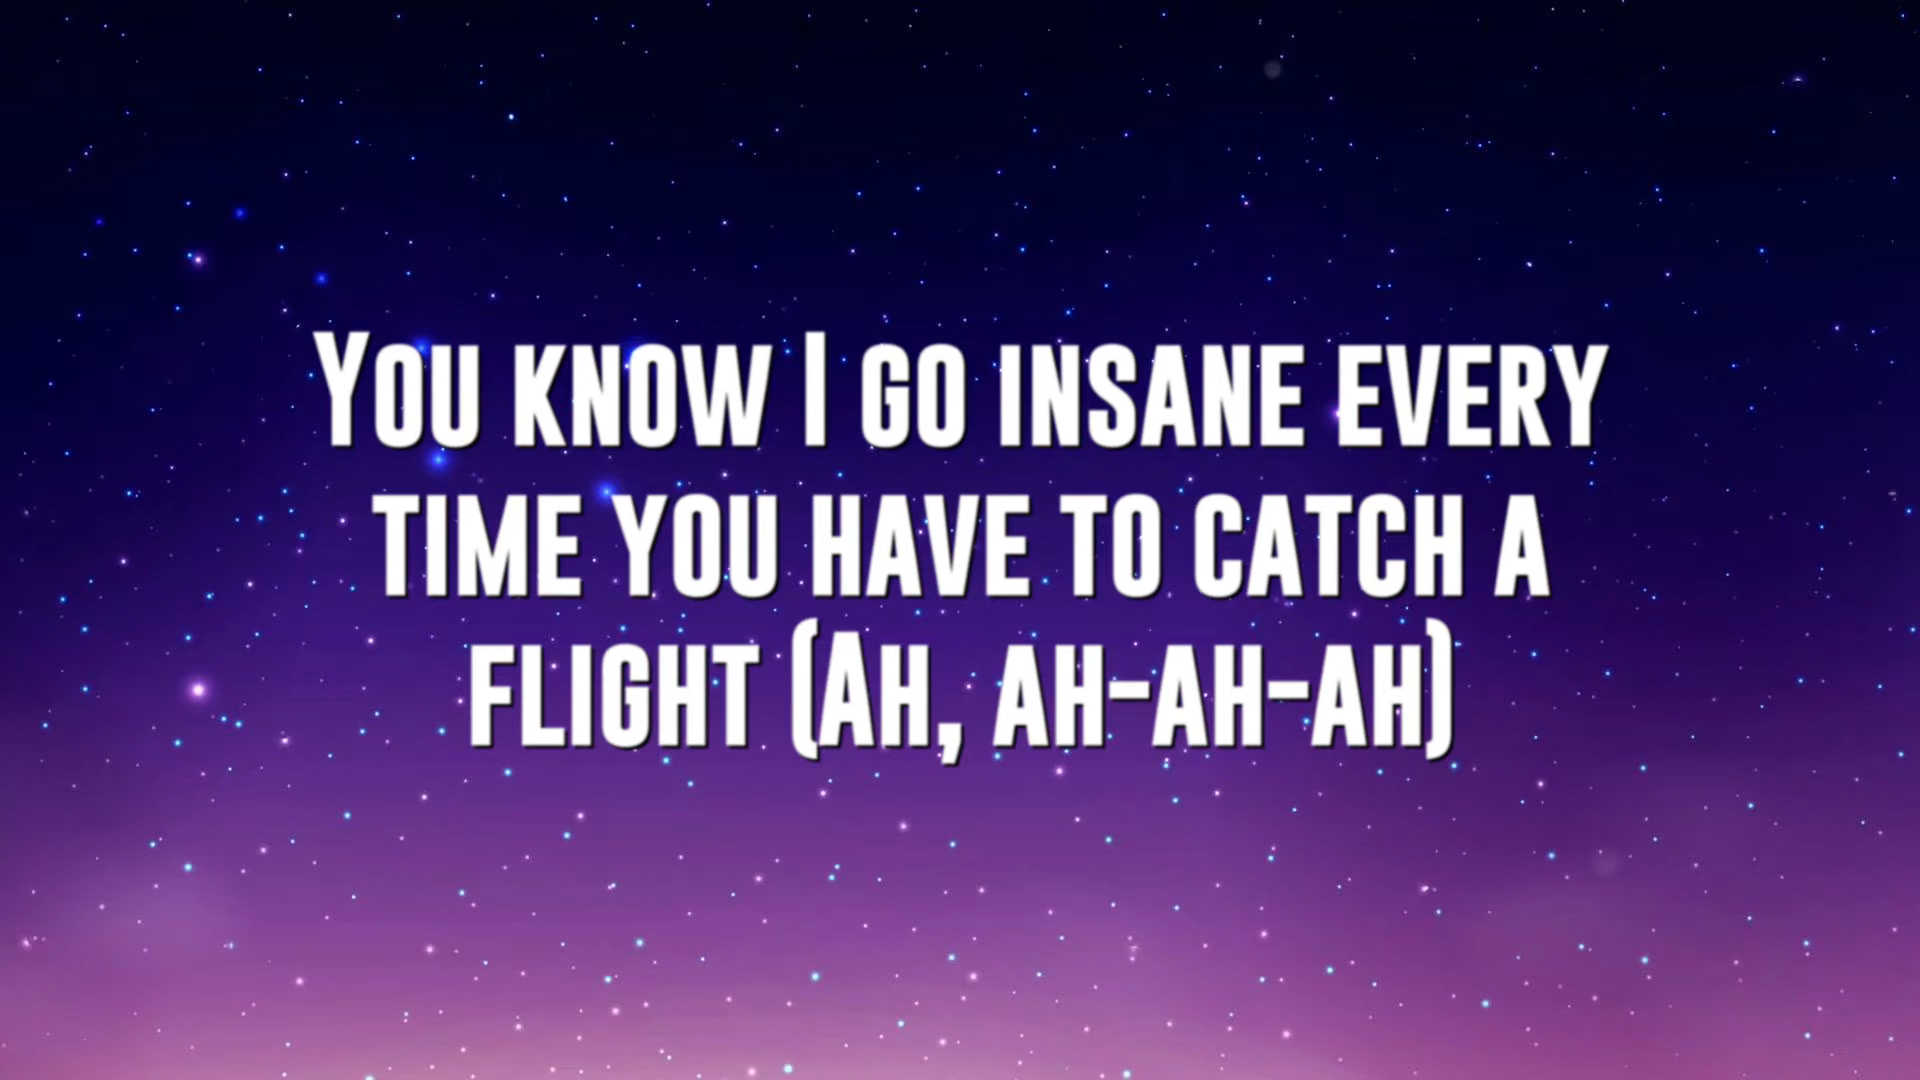 You know I go insane every
time you have to catch a
flight (Ah, ah-ah-ah)